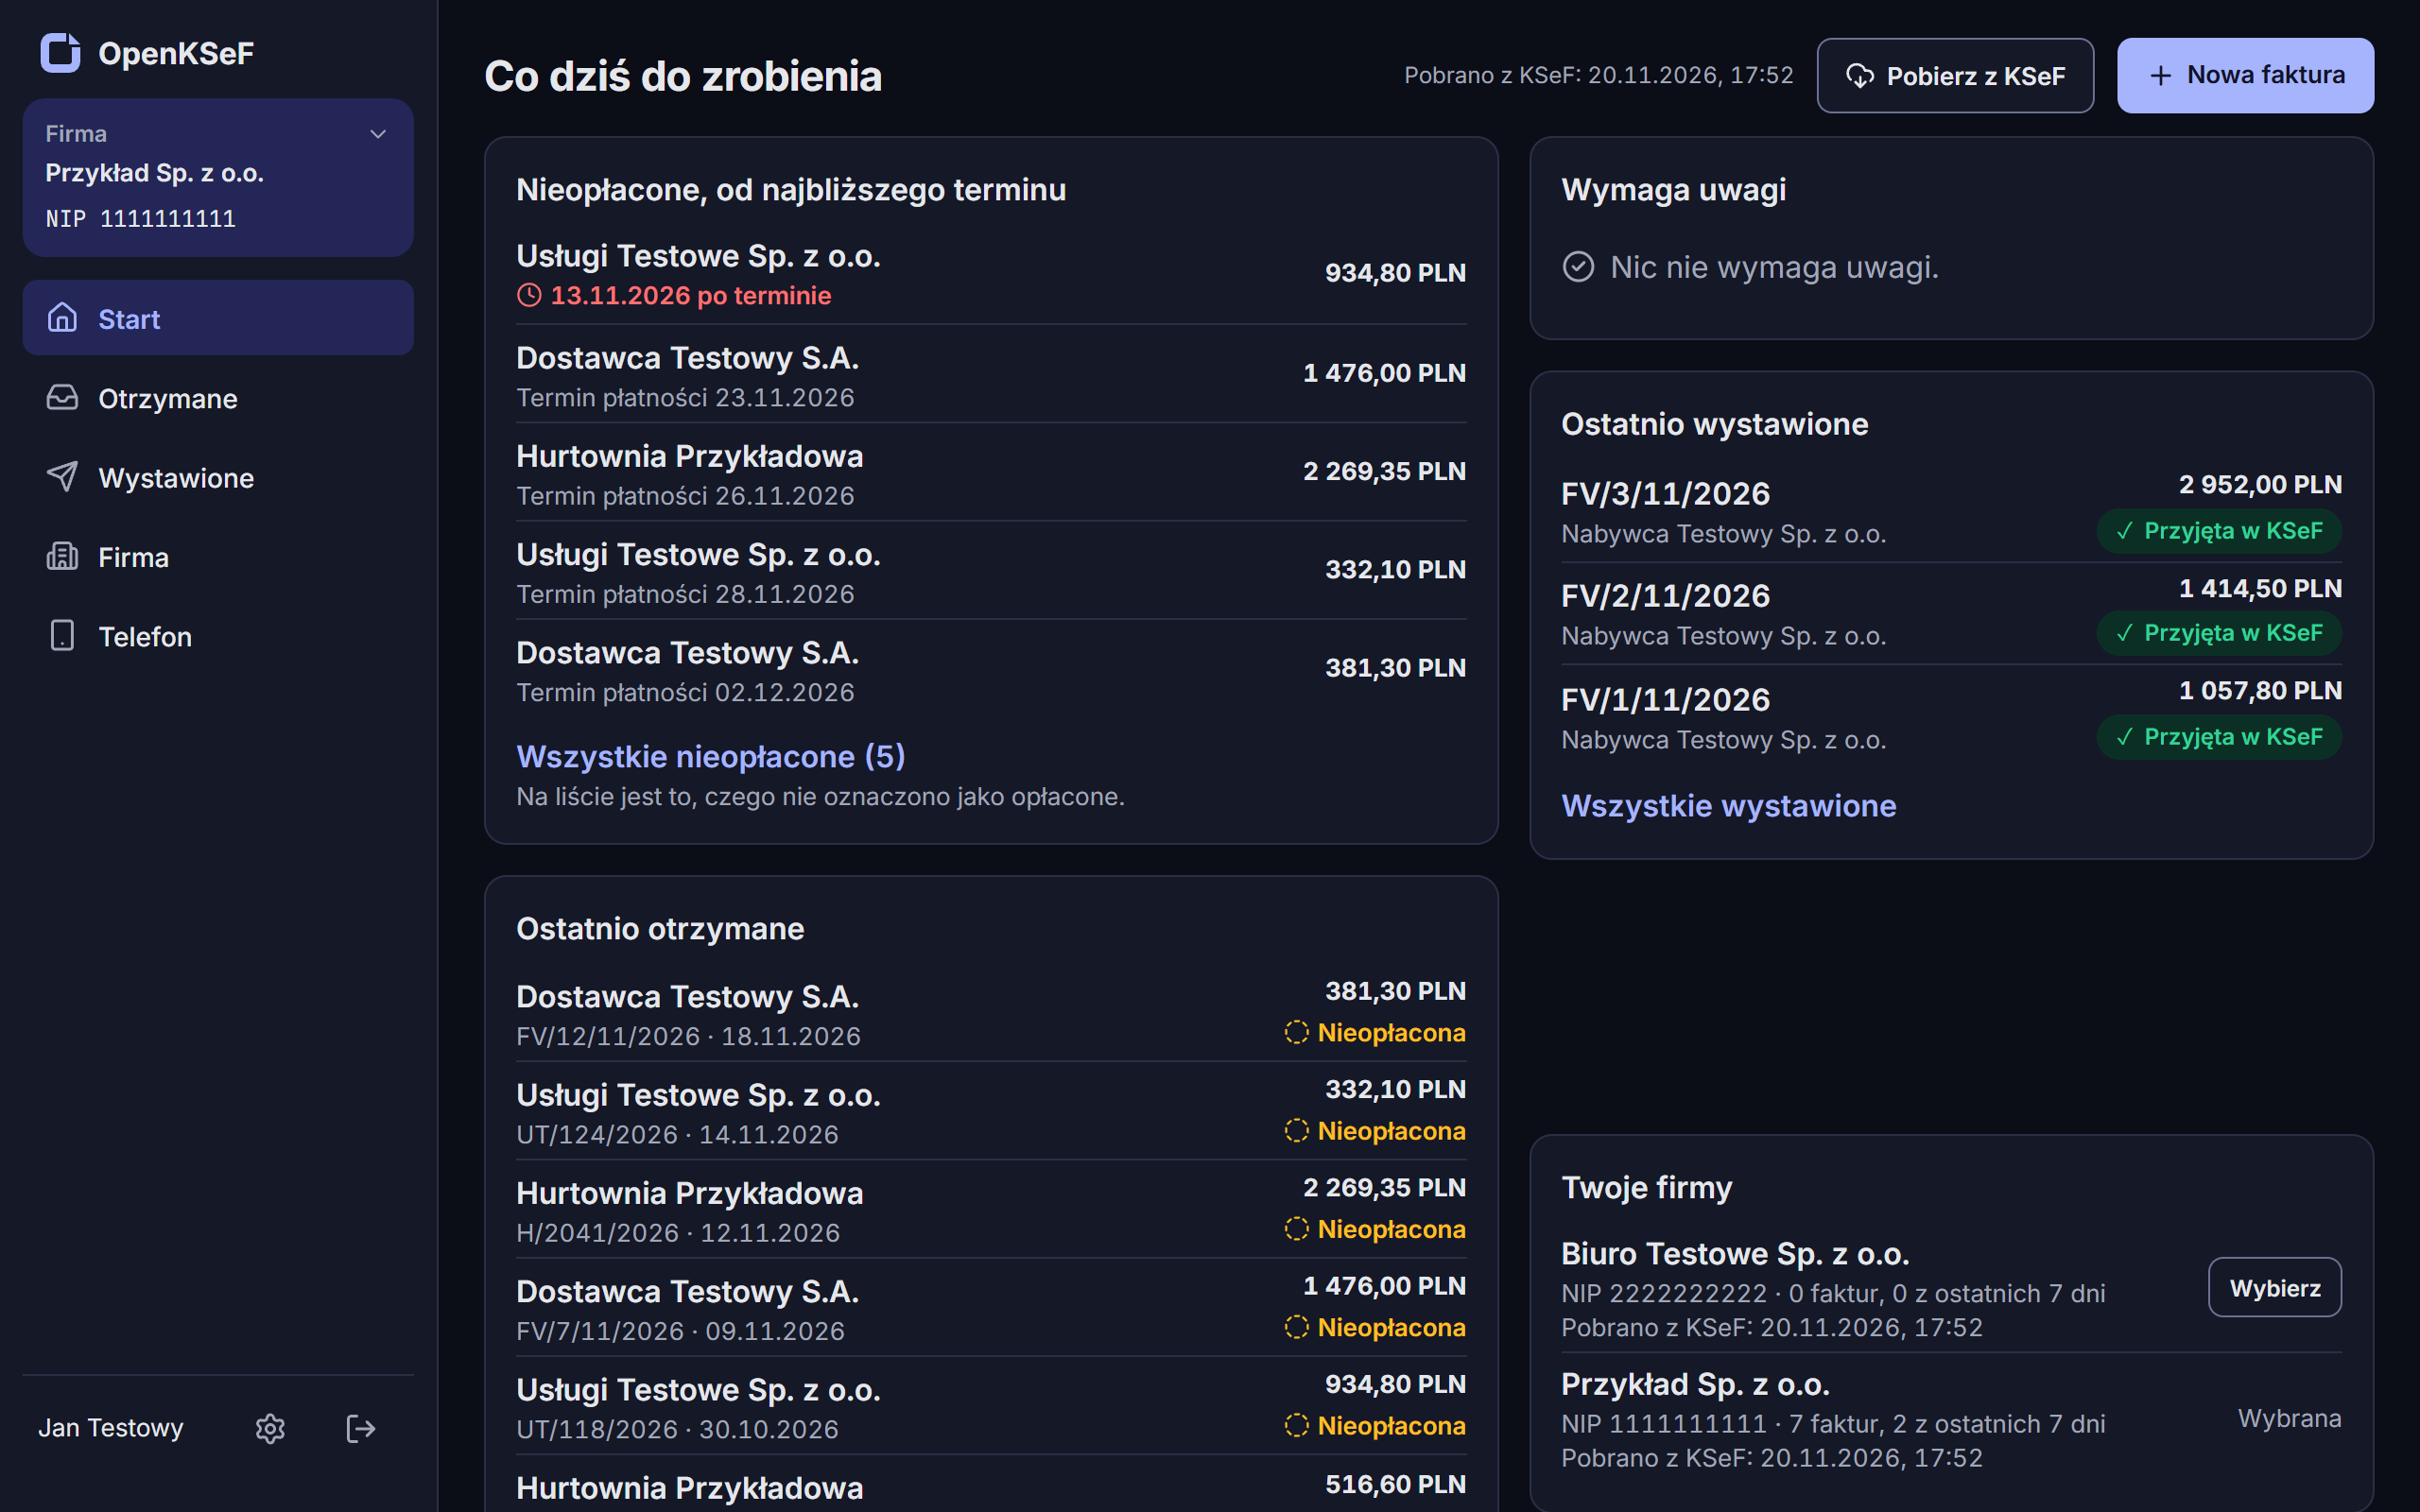 OpenKSeF
Firma
Przykład Sp. z o.o.
NIP 1111111111
Start
Otrzymane
Wystawione
Firma
Telefon
Jan Testowy
Co dziś do zrobienia
Pobrano z KSeF: 20.11.2026, 17:52
Pobierz z KSeF
Nowa faktura
Nieopłacone, od najbliższego terminu
Usługi Testowe Sp. z o.o.
934,80 PLN
13.11.2026 po terminie
Dostawca Testowy S.A.
1 476,00 PLN
Termin płatności 23.11.2026
Hurtownia Przykładowa
2 269,35 PLN
Termin płatności 26.11.2026
Usługi Testowe Sp. z o.o.
332,10 PLN
Termin płatności 28.11.2026
Dostawca Testowy S.A.
381,30 PLN
Termin płatności 02.12.2026
Wszystkie nieopłacone (5)
Na liście jest to, czego nie oznaczono jako opłacone.
Ostatnio otrzymane
Dostawca Testowy S.A.
381,30 PLN
FV/12/11/2026 · 18.11.2026
Nieopłacona
Usługi Testowe Sp. z o.o.
332,10 PLN
UT/124/2026 · 14.11.2026
Nieopłacona
Hurtownia Przykładowa
2 269,35 PLN
H/2041/2026 · 12.11.2026
Nieopłacona
Dostawca Testowy S.A.
1 476,00 PLN
FV/7/11/2026 · 09.11.2026
Nieopłacona
Usługi Testowe Sp. z o.o.
934,80 PLN
UT/118/2026 · 30.10.2026
Nieopłacona
Hurtownia Przykładowa
516,60 PLN
Wymaga uwagi
Nic nie wymaga uwagi.
Ostatnio wystawione
FV/3/11/2026
2 952,00 PLN
Nabywca Testowy Sp. z o.o.
✓ Przyjęta w KSeF
FV/2/11/2026
1 414,50 PLN
Nabywca Testowy Sp. z o.o.
✓ Przyjęta w KSeF
FV/1/11/2026
1 057,80 PLN
Nabywca Testowy Sp. z o.o.
✓ Przyjęta w KSeF
Wszystkie wystawione
Twoje firmy
Biuro Testowe Sp. z o.o.
NIP 2222222222 · 0 faktur, 0 z ostatnich 7 dni
Pobrano z KSeF: 20.11.2026, 17:52
Wybierz
Przykład Sp. z o.o.
NIP 1111111111 · 7 faktur, 2 z ostatnich 7 dni
Pobrano z KSeF: 20.11.2026, 17:52
Wybrana